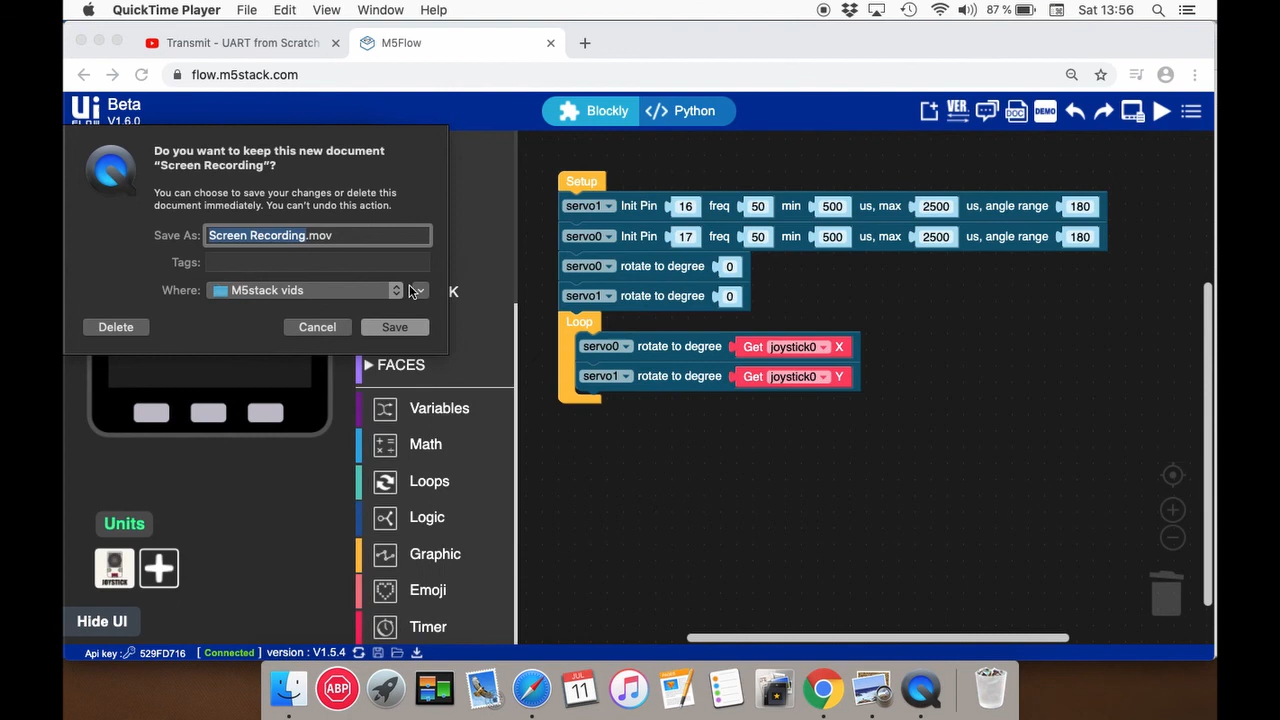 QuickTime Player File Edit View Window Help 87 % Sat 13:56
Transmit - UART from Scratch M5Flow
flow.m5stack.com
Ui Beta
V1.6.0
Blockly </> Python VER. DOC DEMO
Do you want to keep this new document
“Screen Recording”?
You can choose to save your changes or delete this
document immediately. You can’t undo this action.
Save As: Screen Recording.mov
Tags:
Where: M5stack vids
Delete Cancel Save
K
FACES
Variables
Math
Loops
Logic
Graphic
Emoji
Timer
Setup
servo1 Init Pin 16 freq 50 min 500 us, max 2500 us, angle range 180
servo0 Init Pin 17 freq 50 min 500 us, max 2500 us, angle range 180
servo0 rotate to degree 0
servo1 rotate to degree 0
Loop
servo0 rotate to degree Get joystick0 X
servo1 rotate to degree Get joystick0 Y
Units
JOYSTICK
Hide UI
Api key: 529FD716 [ Connected ] version : V1.5.4
ABP JUL
11